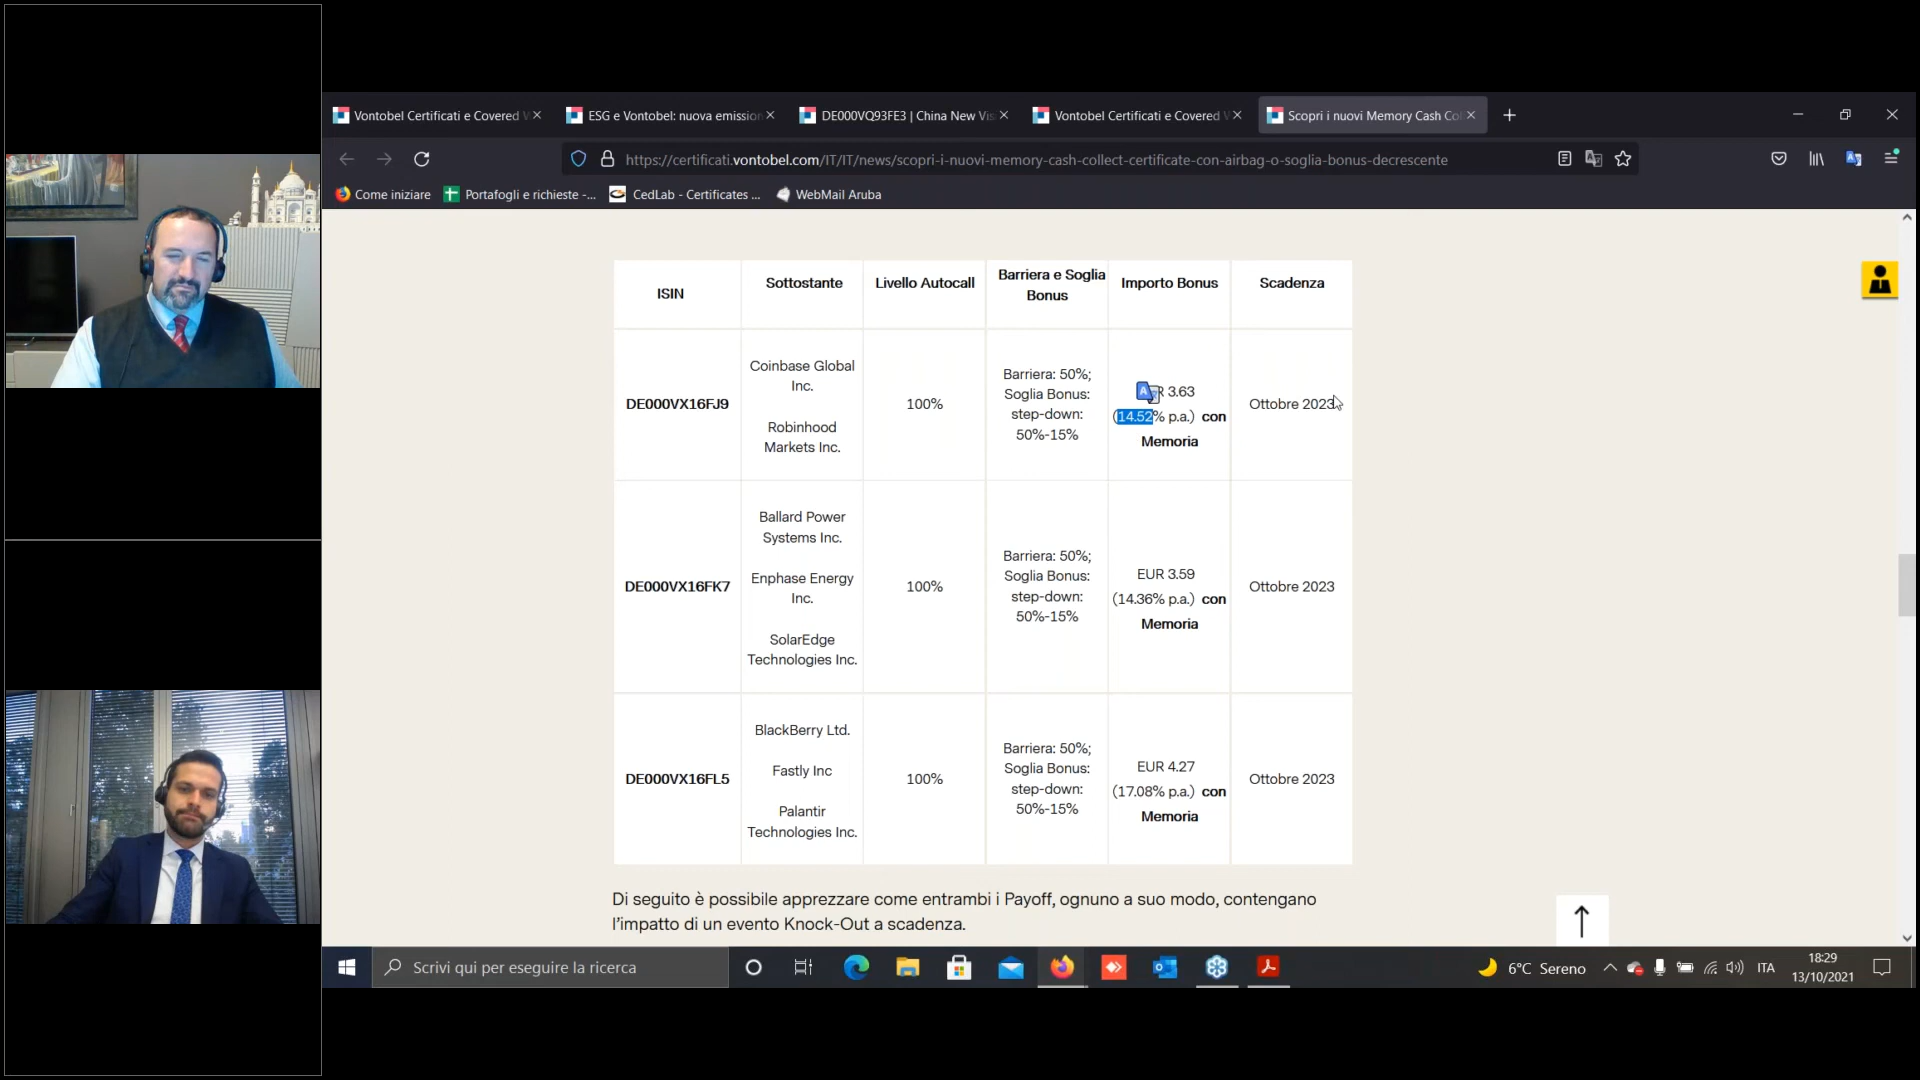 Vontobel Certificati e Covered W
ESG e Vontobel: nuova emission
DE000VQ93FE3 | China New Vis
Vontobel Certificati e Covered W
Scopri i nuovi Memory Cash Col
https://certificati.vontobel.com/IT/IT/news/scopri-i-nuovi-memory-cash-collect-certificate-con-airbag-o-soglia-bonus-decrescente
Come iniziare
Portafogli e richieste -...
CedLab - Certificates ...
WebMail Aruba
ISIN
Sottostante
Livello Autocall
Barriera e Soglia
Bonus
Importo Bonus
Scadenza
DE000VX16FJ9
Coinbase Global
Inc.
Robinhood
Markets Inc.
100%
Barriera: 50%;
Soglia Bonus:
step-down:
50%-15%
R 3.63
(14.52% p.a.) con
Memoria
Ottobre 2023
DE000VX16FK7
Ballard Power
Systems Inc.
Enphase Energy
Inc.
SolarEdge
Technologies Inc.
100%
Barriera: 50%;
Soglia Bonus:
step-down:
50%-15%
EUR 3.59
(14.36% p.a.) con
Memoria
Ottobre 2023
DE000VX16FL5
BlackBerry Ltd.
Fastly Inc
Palantir
Technologies Inc.
100%
Barriera: 50%;
Soglia Bonus:
step-down:
50%-15%
EUR 4.27
(17.08% p.a.) con
Memoria
Ottobre 2023
Di seguito è possibile apprezzare come entrambi i Payoff, ognuno a suo modo, contengano
l'impatto di un evento Knock-Out a scadenza.
Scrivi qui per eseguire la ricerca
6°C Sereno
ITA
18:29
13/10/2021